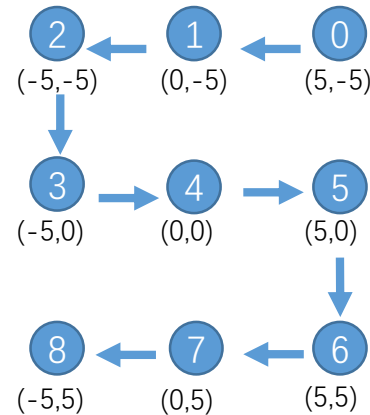 2 1 0
(-5,-5) (0,-5) (5,-5)
3 4 5
(-5,0) (0,0) (5,0)
8 7 6
(-5,5) (0,5) (5,5)